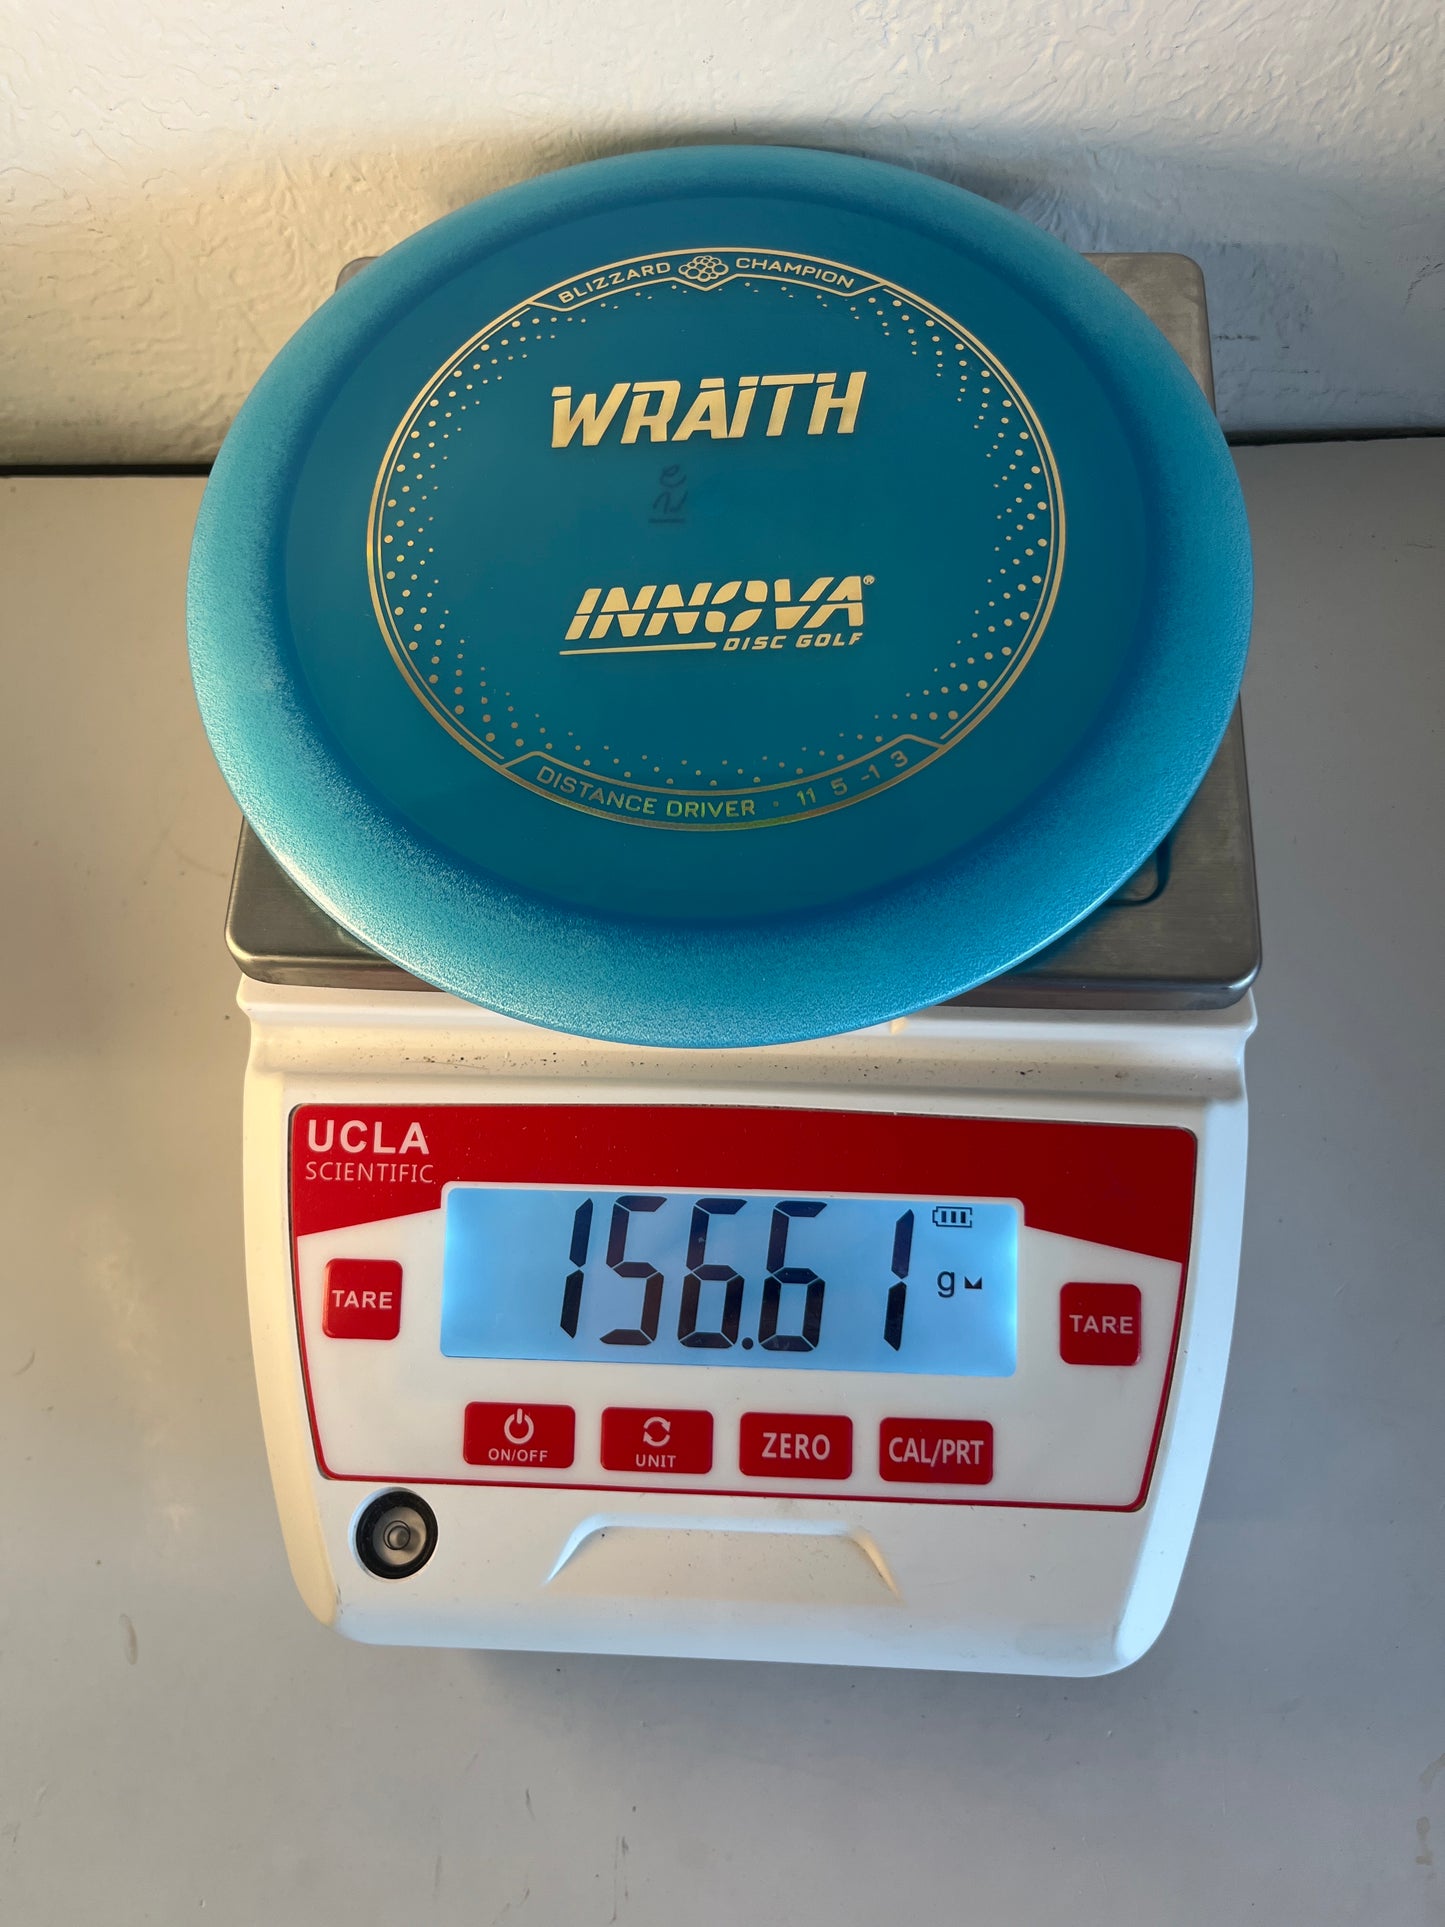 BLIZZARD CHAMPION
WRAITH
INNOVA®
DISC GOLF
DISTANCE DRIVER · 11 5 -1 3
UCLA
SCIENTIFIC
156.61 g
TARE
TARE
ON/OFF
UNIT
ZERO
CAL/PRT